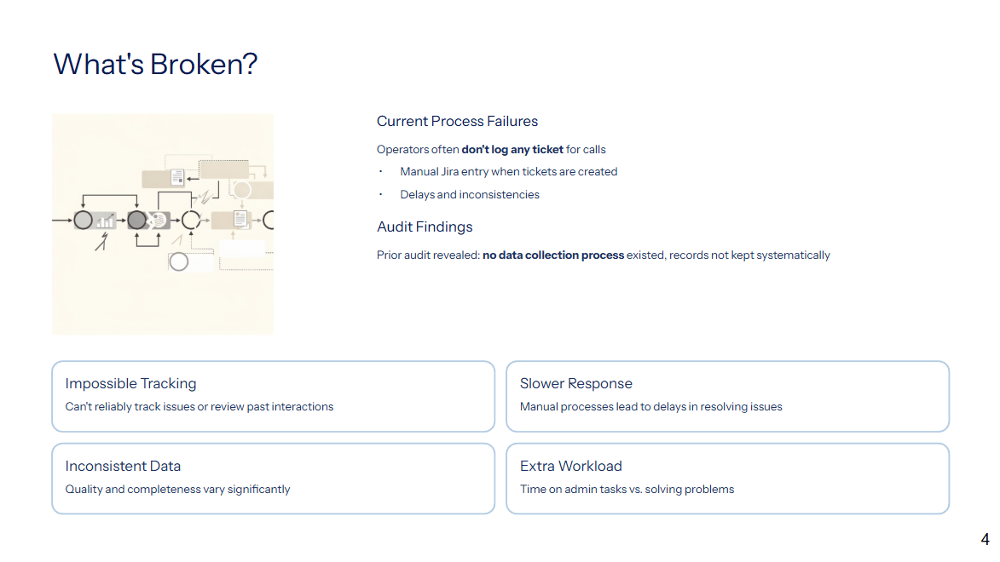 What's Broken?
Current Process Failures
Operators often don't log any ticket for calls
· Manual Jira entry when tickets are created
· Delays and inconsistencies
Audit Findings
Prior audit revealed: no data collection process existed, records not kept systematically
Impossible Tracking
Can't reliably track issues or review past interactions
Slower Response
Manual processes lead to delays in resolving issues
Inconsistent Data
Quality and completeness vary significantly
Extra Workload
Time on admin tasks vs. solving problems
4